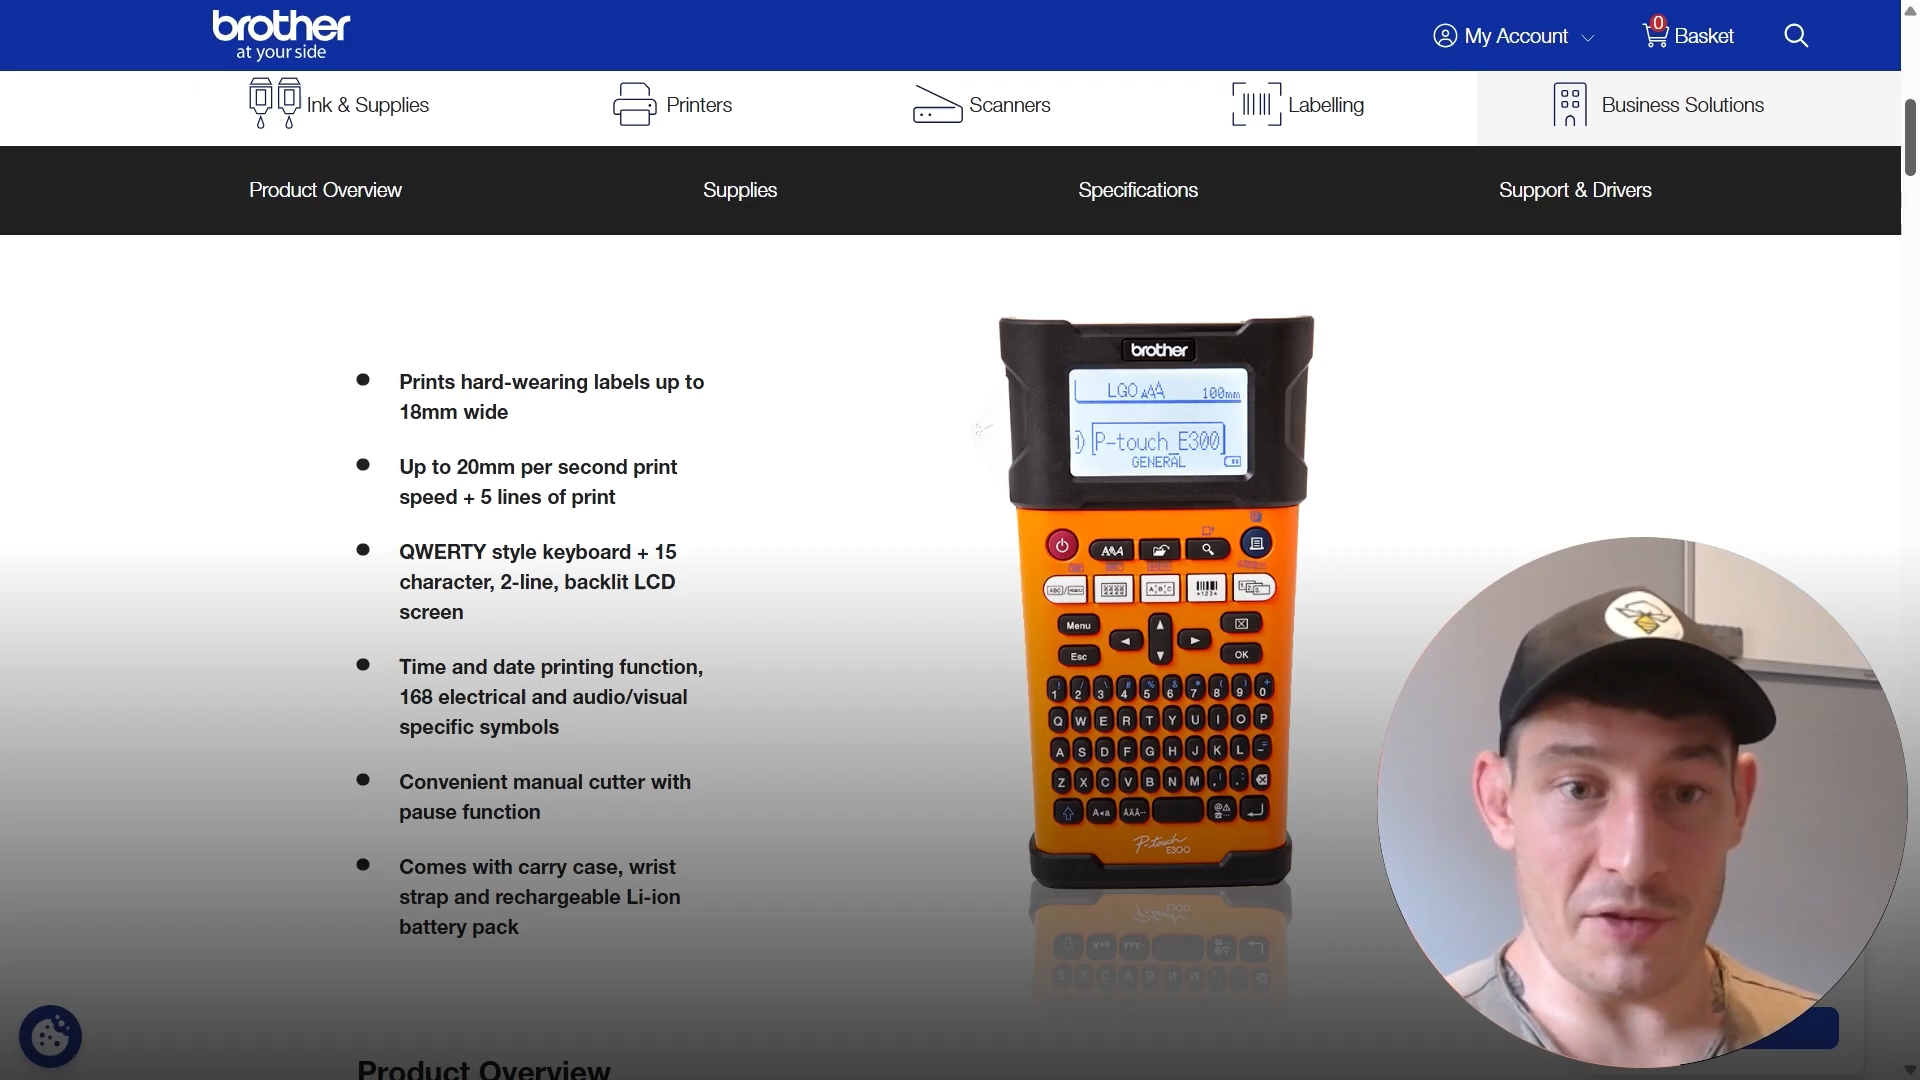 brother
at your side
My Account
0
Basket
Ink & Supplies
Printers
Scanners
Labelling
Business Solutions
Product Overview
Supplies
Specifications
Support & Drivers
Prints hard-wearing labels up to
18mm wide
Up to 20mm per second print
speed + 5 lines of print
QWERTY style keyboard + 15
character, 2-line, backlit LCD
screen
Time and date printing function,
168 electrical and audio/visual
specific symbols
Convenient manual cutter with
pause function
Comes with carry case, wrist
strap and rechargeable Li-ion
battery pack
brother
LGO AAA 100mm
1) P-touch_E300
GENERAL
AAA
Menu
Esc
OK
1 2 3 4 5 6 7 8 9 0
Q W E R T Y U I O P
A S D F G H J K L
Z X C V B N M
P-touch
E300
Product Overview